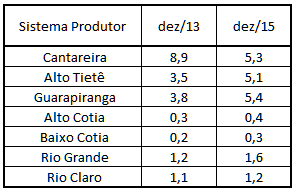 Sistema Produtor dez/13 dez/15
Cantareira 8,9 5,3
Alto Tietê 3,5 5,1
Guarapiranga 3,8 5,4
Alto Cotia 0,3 0,4
Baixo Cotia 0,2 0,3
Rio Grande 1,2 1,6
Rio Claro 1,1 1,2